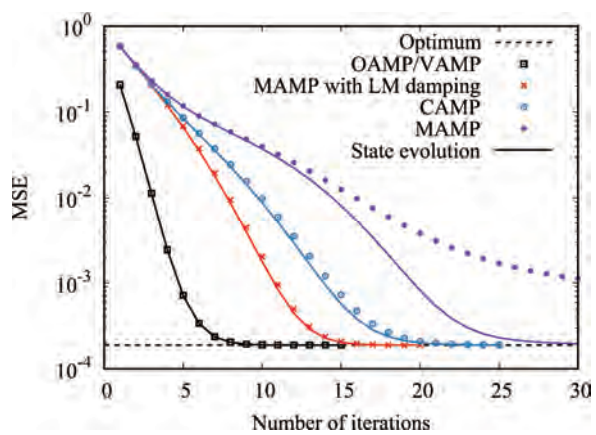 10^0
10^-1
10^-2
10^-3
10^-4
MSE
Optimum
OAMP/VAMP
MAMP with LM damping
CAMP
MAMP
State evolution
0 5 10 15 20 25 30
Number of iterations